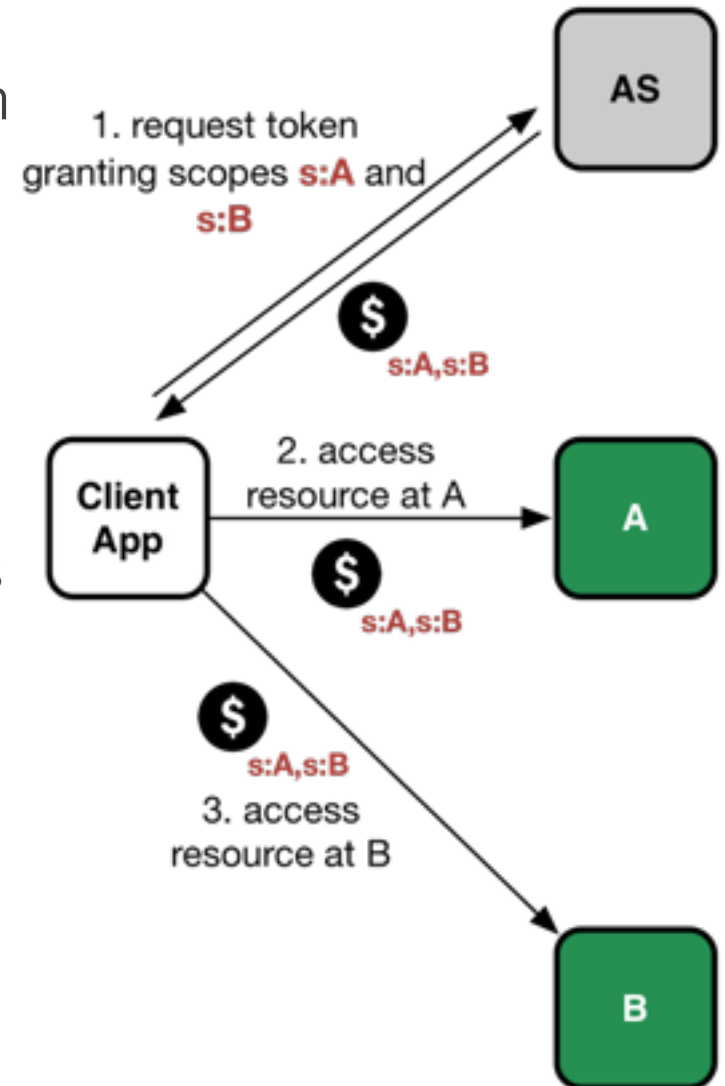 AS
1. request token
granting scopes s:A and
s:B
$
s:A,s:B
Client
App
2. access
resource at A
$
s:A,s:B
A
$
s:A,s:B
3. access
resource at B
B